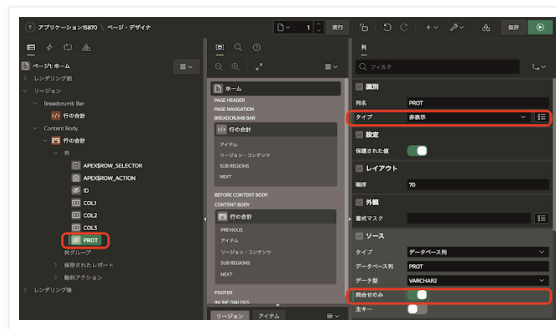 アプリケーション15870 \ ページ・デザイナ
1
実行
保存
ページ1: ホーム
レンダリング前
リージョン
Breadcrumb Bar
行の合計
Content Body
行の合計
列
APEX$ROW_SELECTOR
APEX$ROW_ACTION
ID
COL1
COL2
COL3
PROT
列グループ
保存されたレポート
動的アクション
レンダリング後
ホーム
PAGE HEADER
PAGE NAVIGATION
BREADCRUMB BAR
行の合計
アイテム
リージョン・コンテンツ
SUB REGIONS
NEXT
BEFORE CONTENT BODY
CONTENT BODY
行の合計
PREVIOUS
アイテム
リージョン・コンテンツ
SUB REGIONS
NEXT
FOOTER
INLINE DIALOGS
リージョン
アイテム
列
フィルタ
識別
列名
PROT
タイプ
非表示
設定
保護された値
レイアウト
順序
70
外観
書式マスク
ソース
タイプ
データベース列
データベース列
PROT
データ型
VARCHAR2
問合せのみ
主キー